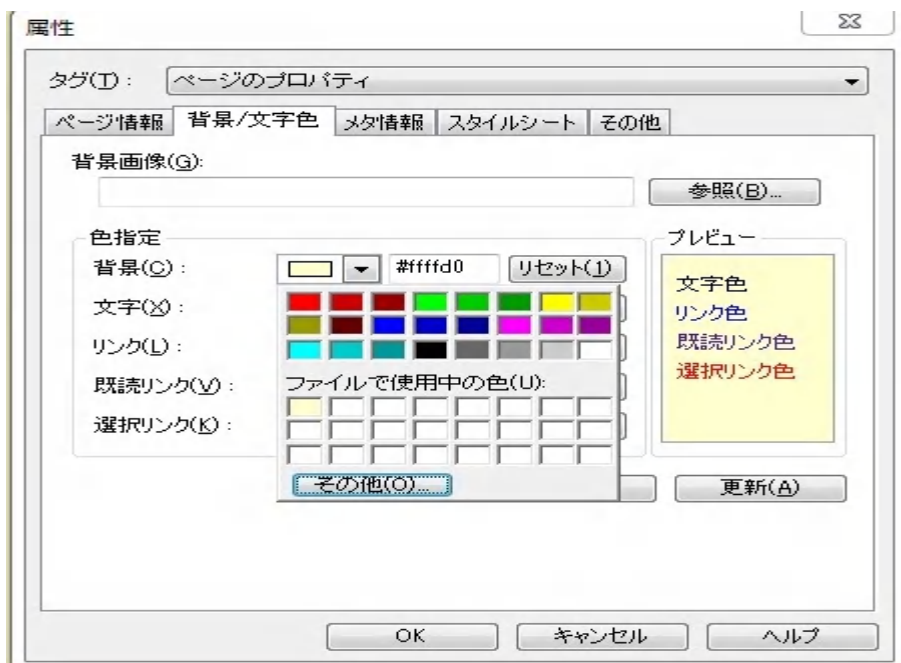 属性
タグ(T): ページのプロパティ
ページ情報 背景/文字色 メタ情報 スタイルシート その他
背景画像(G):
参照(B)...
色指定
背景(C): #ffffd0 リセット(1)
文字(X):
リンク(L):
既読リンク(V):
選択リンク(K):
ファイルで使用中の色(U):
その他(O)...
プレビュー
文字色
リンク色
既読リンク色
選択リンク色
更新(A)
OK キャンセル ヘルプ